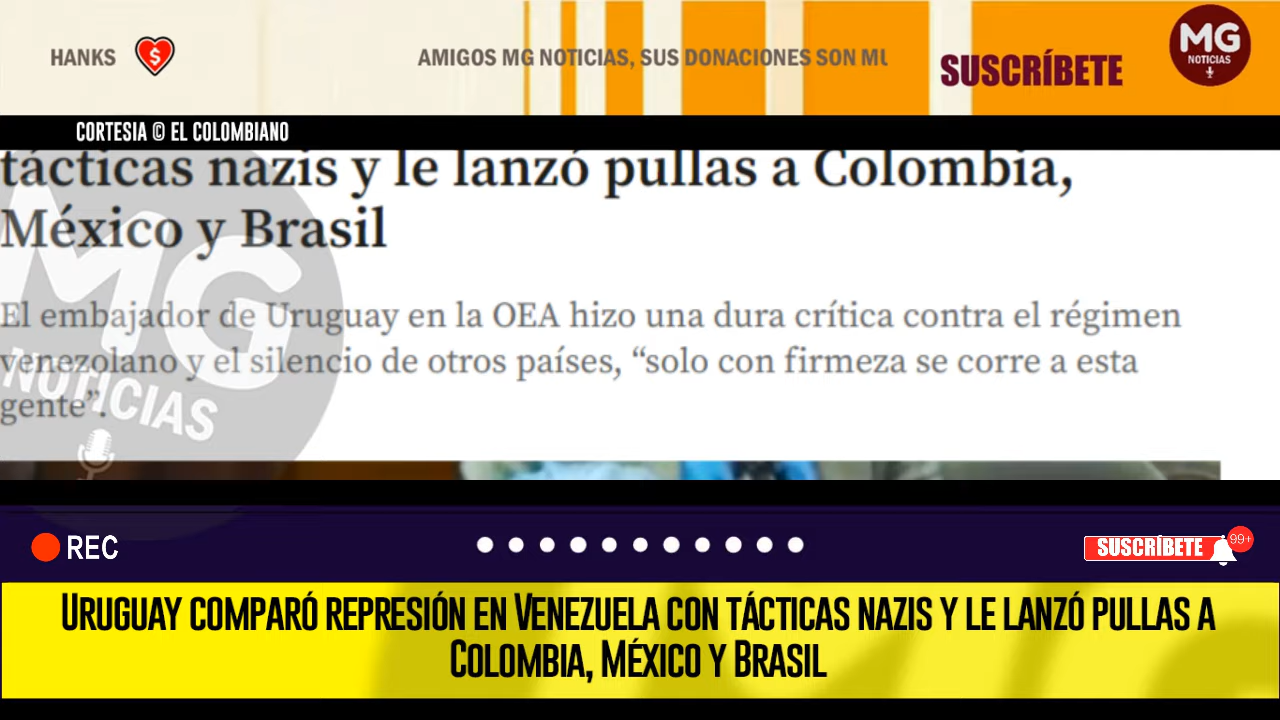 HANKS
$
AMIGOS MG NOTICIAS, SUS DONACIONES SON MU
SUSCRÍBETE
MG
NOTICIAS
CORTESIA © EL COLOMBIANO
tácticas nazis y le lanzó pullas a Colombia,
México y Brasil
El embajador de Uruguay en la OEA hizo una dura crítica contra el régimen
venezolano y el silencio de otros países, “solo con firmeza se corre a esta
gente”.
MG
NOTICIAS
REC
SUSCRÍBETE
99+
URUGUAY COMPARÓ REPRESIÓN EN VENEZUELA CON TÁCTICAS NAZIS Y LE LANZÓ PULLAS A
COLOMBIA, MÉXICO Y BRASIL